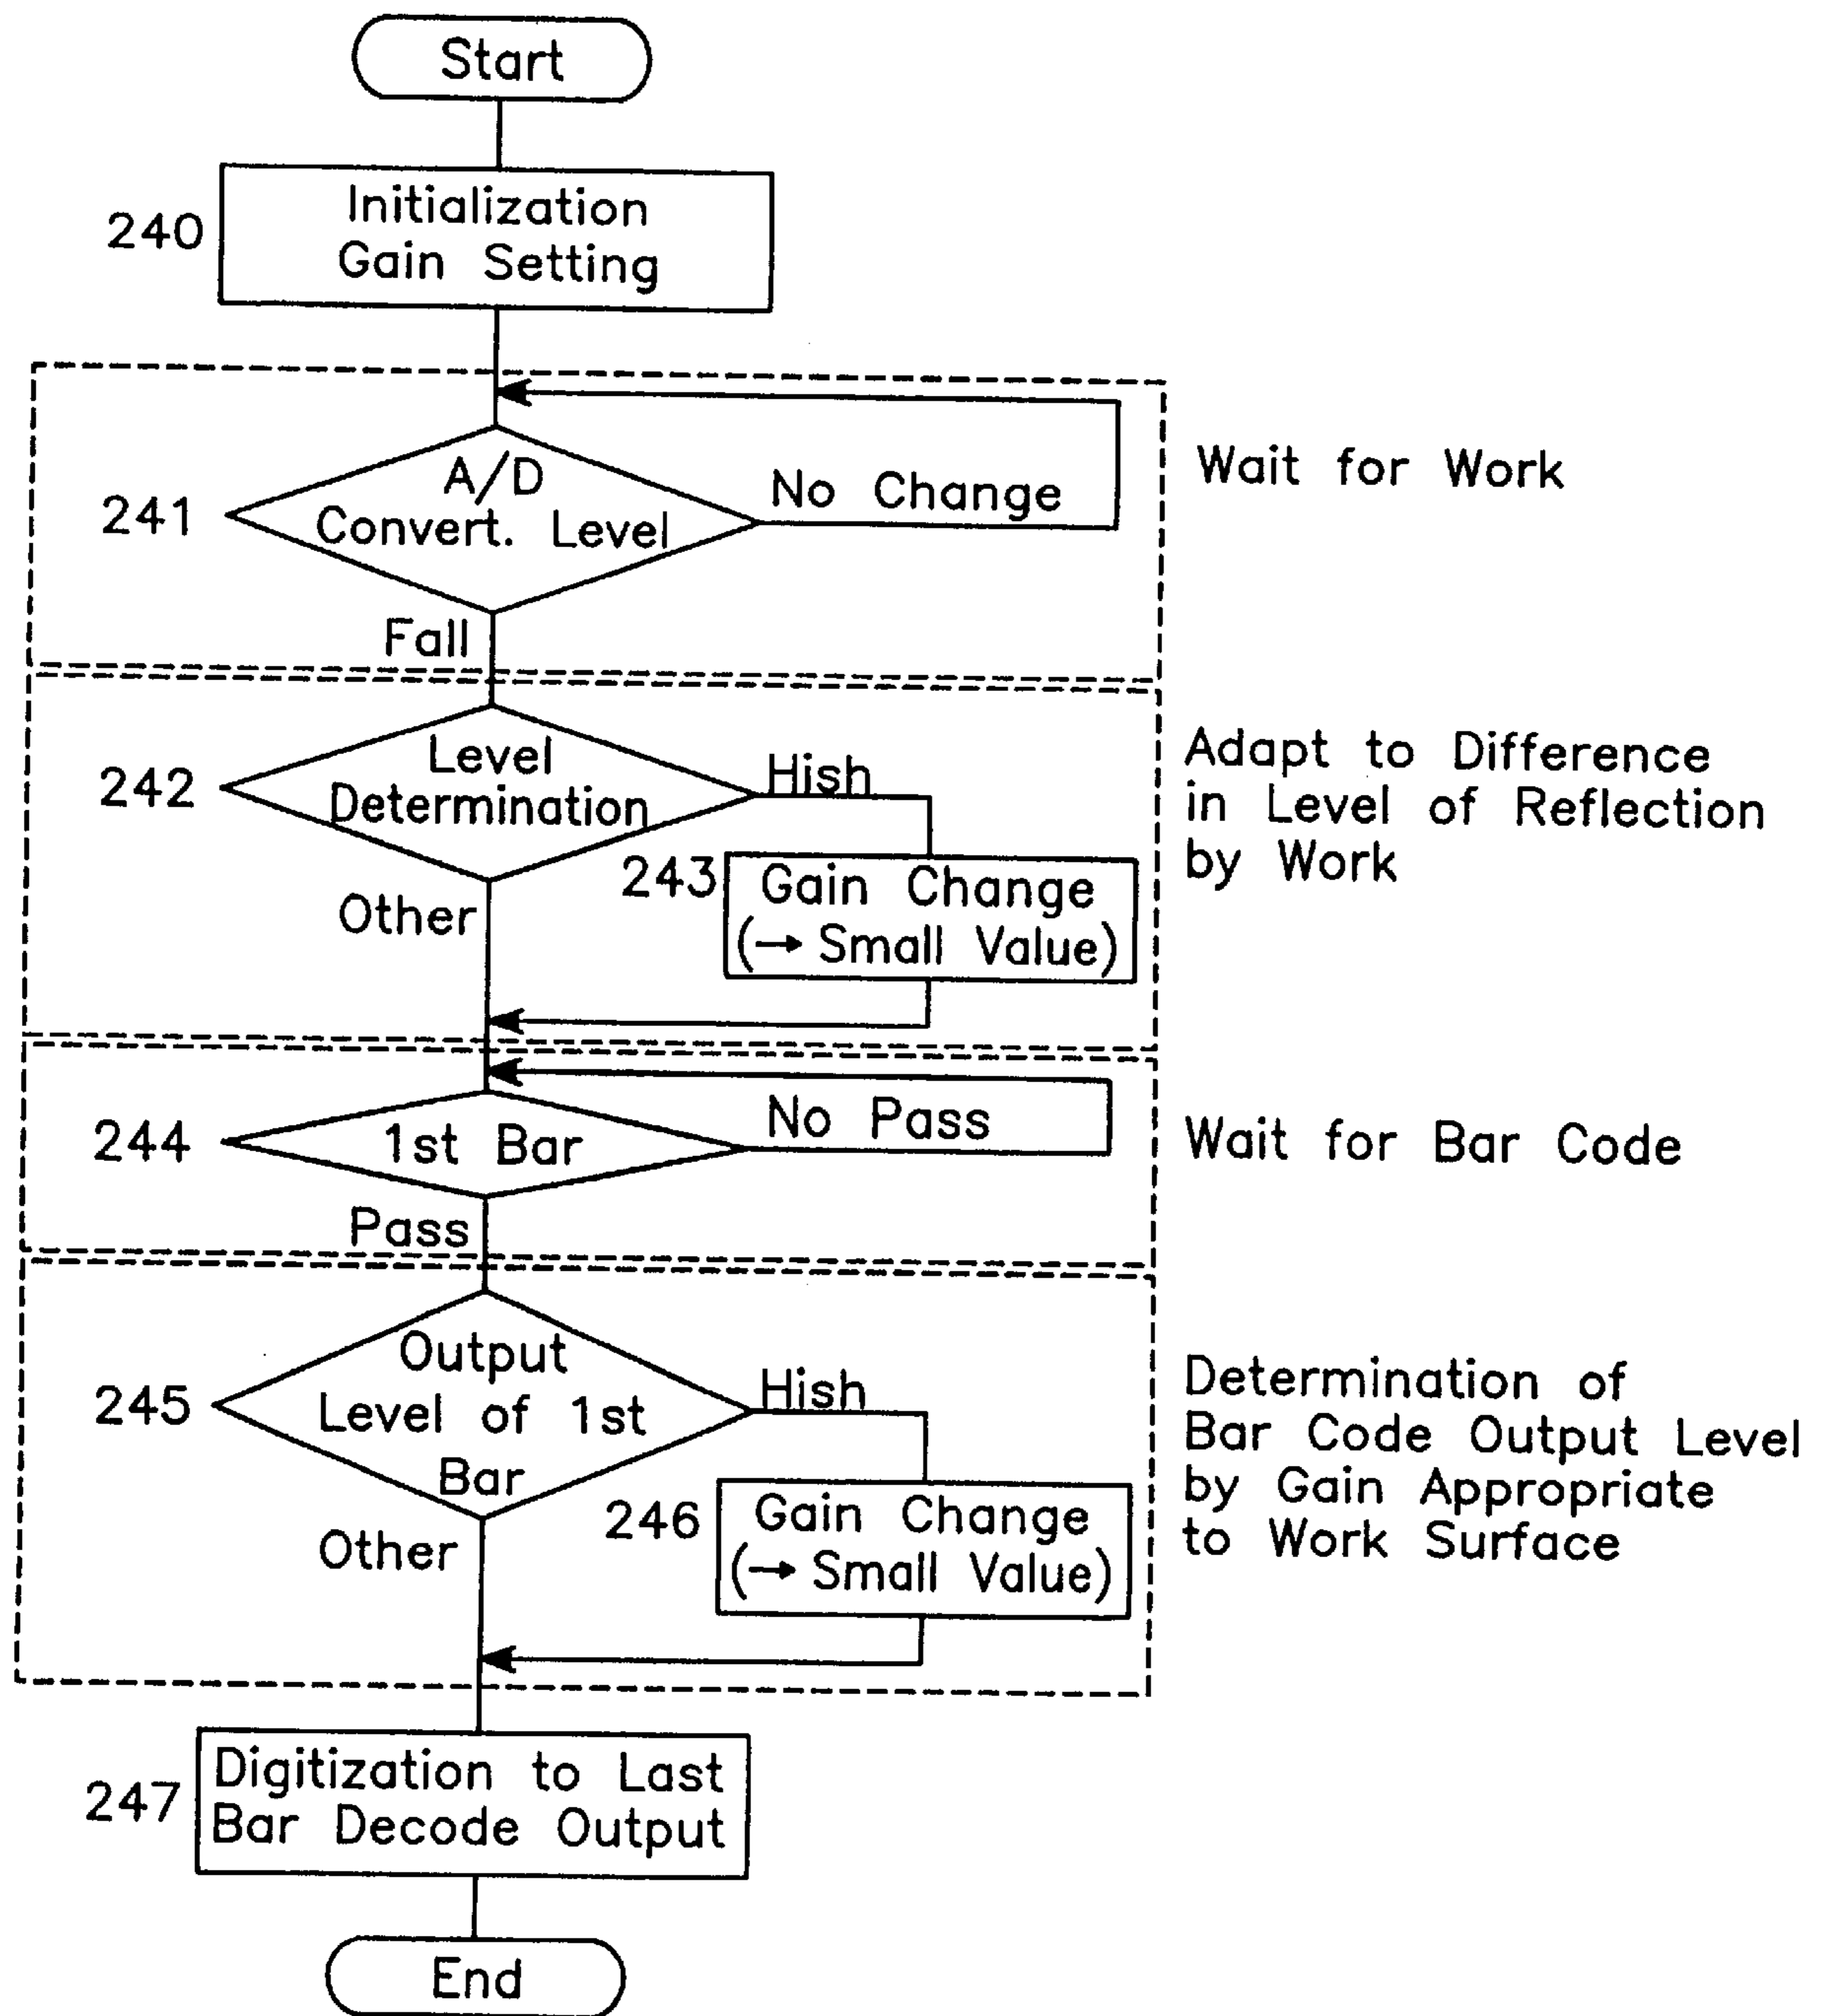 Start
240
Initialization
Gain Setting
241
A/D
Convert. Level
No Change
Wait for Work
Fall
242
Level
Determination
Hish
Adapt to Difference
in Level of Reflection
by Work
Other
243
Gain Change
(→ Small Value)
244
1st Bar
No Pass
Wait for Bar Code
Pass
245
Output
Level of 1st
Bar
Hish
Determination of
Bar Code Output Level
by Gain Appropriate
to Work Surface
Other
246
Gain Change
(→ Small Value)
247
Digitization to Last
Bar Decode Output
End